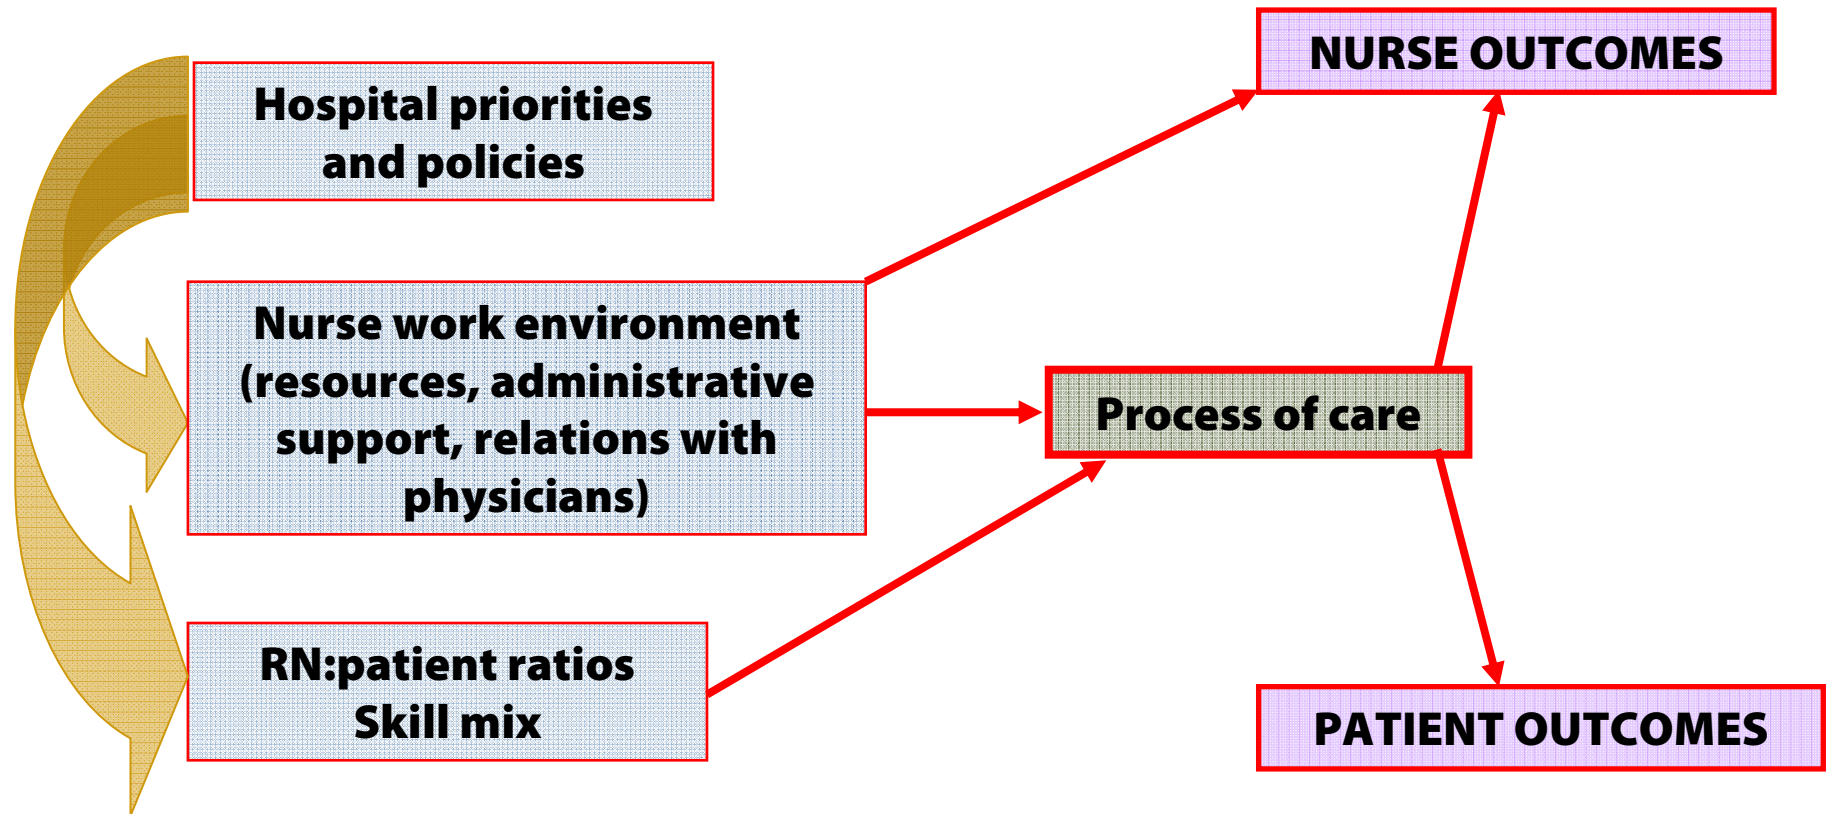 Hospital priorities
and policies
Nurse work environment
(resources, administrative
support, relations with
physicians)
RN:patient ratios
Skill mix
Process of care
NURSE OUTCOMES
PATIENT OUTCOMES